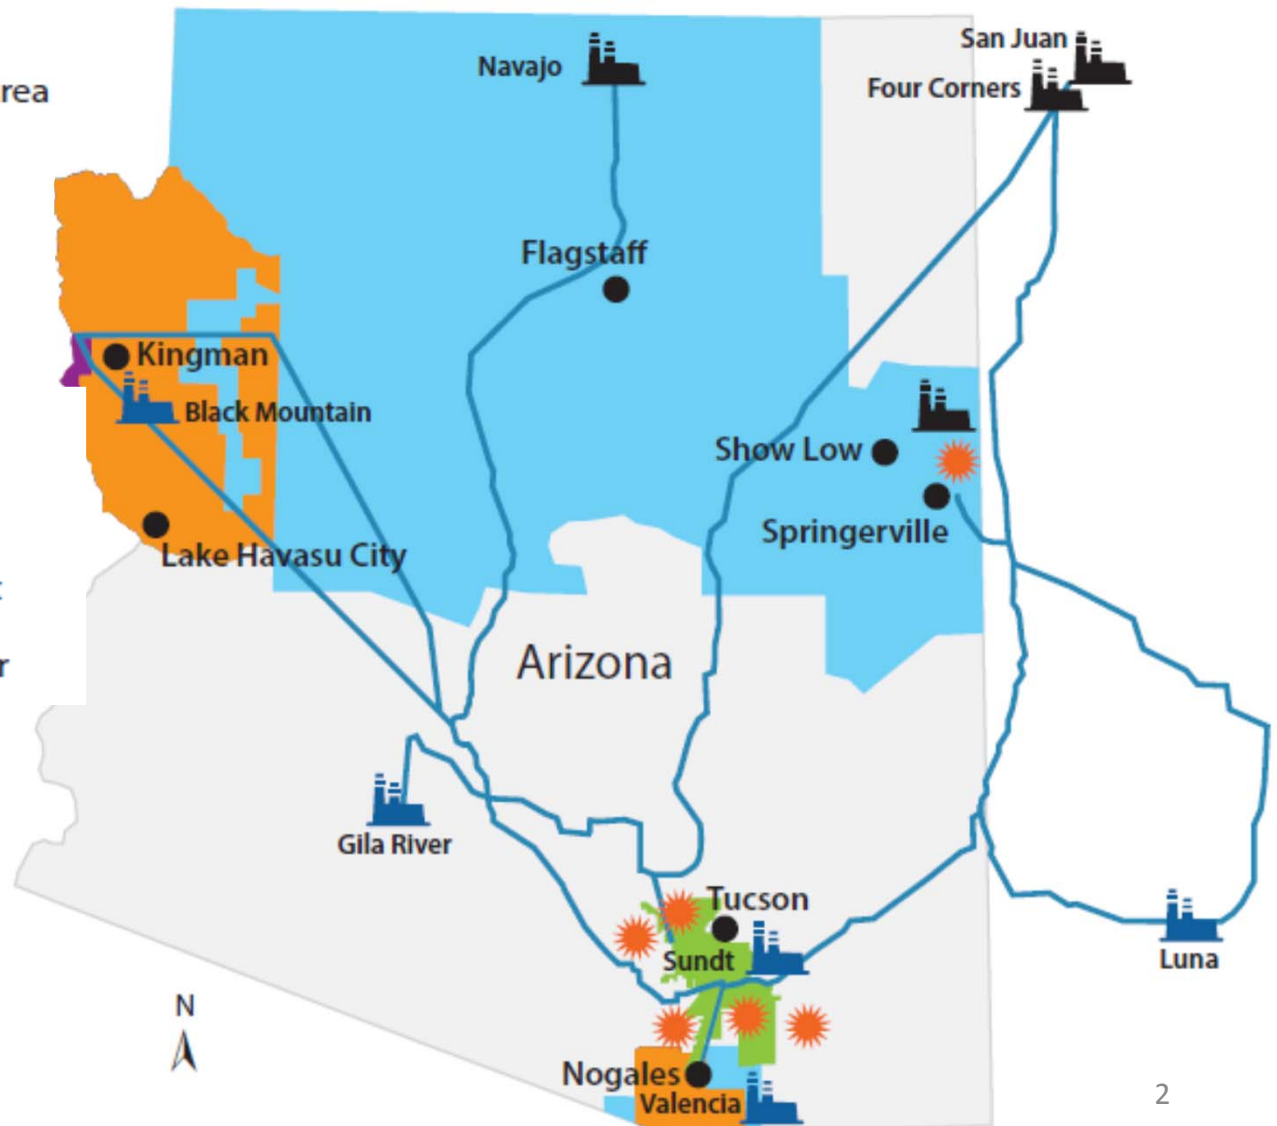 San Juan
Navajo
Four Corners
rea
Flagstaff
Kingman
Black Mountain
Show Low
Springerville
Lake Havasu City
Arizona
r
Gila River
Tucson
Sundt
Luna
N
Nogales
Valencia
2